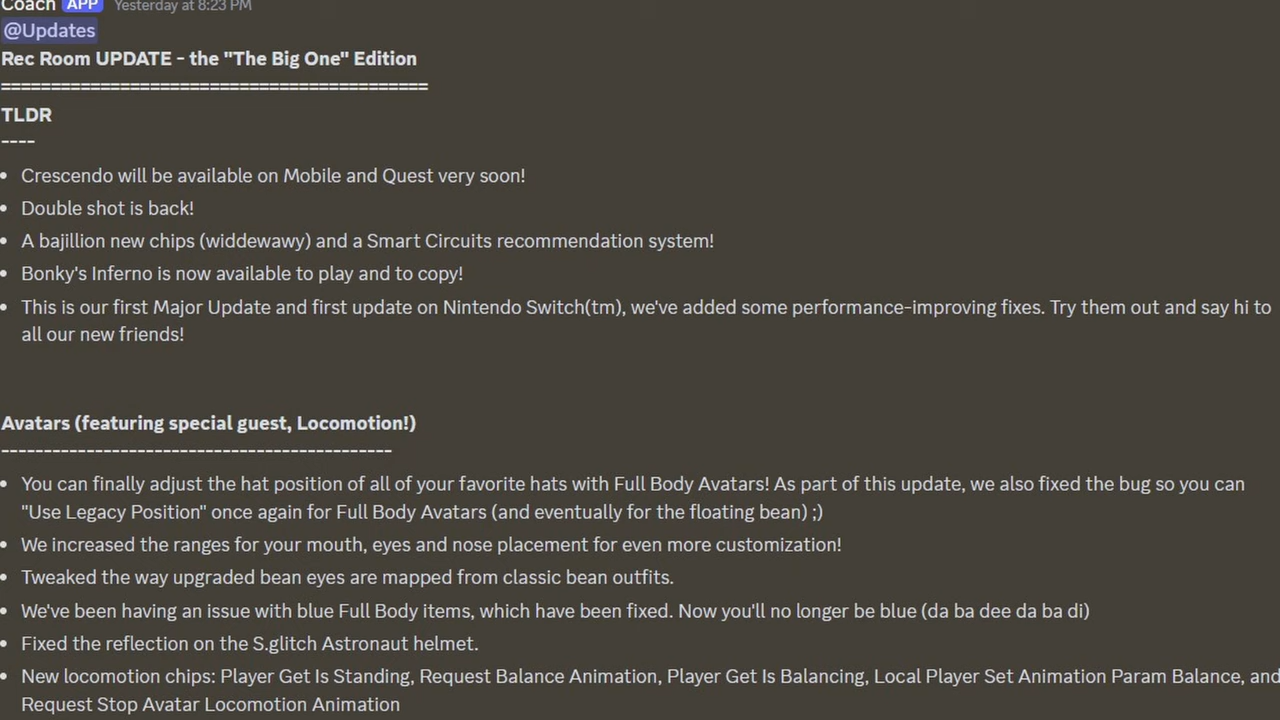 Coach APP Yesterday at 8:23 PM
@Updates
Rec Room UPDATE - the "The Big One" Edition
==========================================
TLDR
----
• Crescendo will be available on Mobile and Quest very soon!
• Double shot is back!
• A bajillion new chips (widdewawy) and a Smart Circuits recommendation system!
• Bonky's Inferno is now available to play and to copy!
• This is our first Major Update and first update on Nintendo Switch(tm), we've added some performance-improving fixes. Try them out and say hi to
all our new friends!
Avatars (featuring special guest, Locomotion!)
----------------------------------------------
• You can finally adjust the hat position of all of your favorite hats with Full Body Avatars! As part of this update, we also fixed the bug so you can
"Use Legacy Position" once again for Full Body Avatars (and eventually for the floating bean) ;)
• We increased the ranges for your mouth, eyes and nose placement for even more customization!
• Tweaked the way upgraded bean eyes are mapped from classic bean outfits.
• We've been having an issue with blue Full Body items, which have been fixed. Now you'll no longer be blue (da ba dee da ba di)
• Fixed the reflection on the S.glitch Astronaut helmet.
• New locomotion chips: Player Get Is Standing, Request Balance Animation, Player Get Is Balancing, Local Player Set Animation Param Balance, and
Request Stop Avatar Locomotion Animation